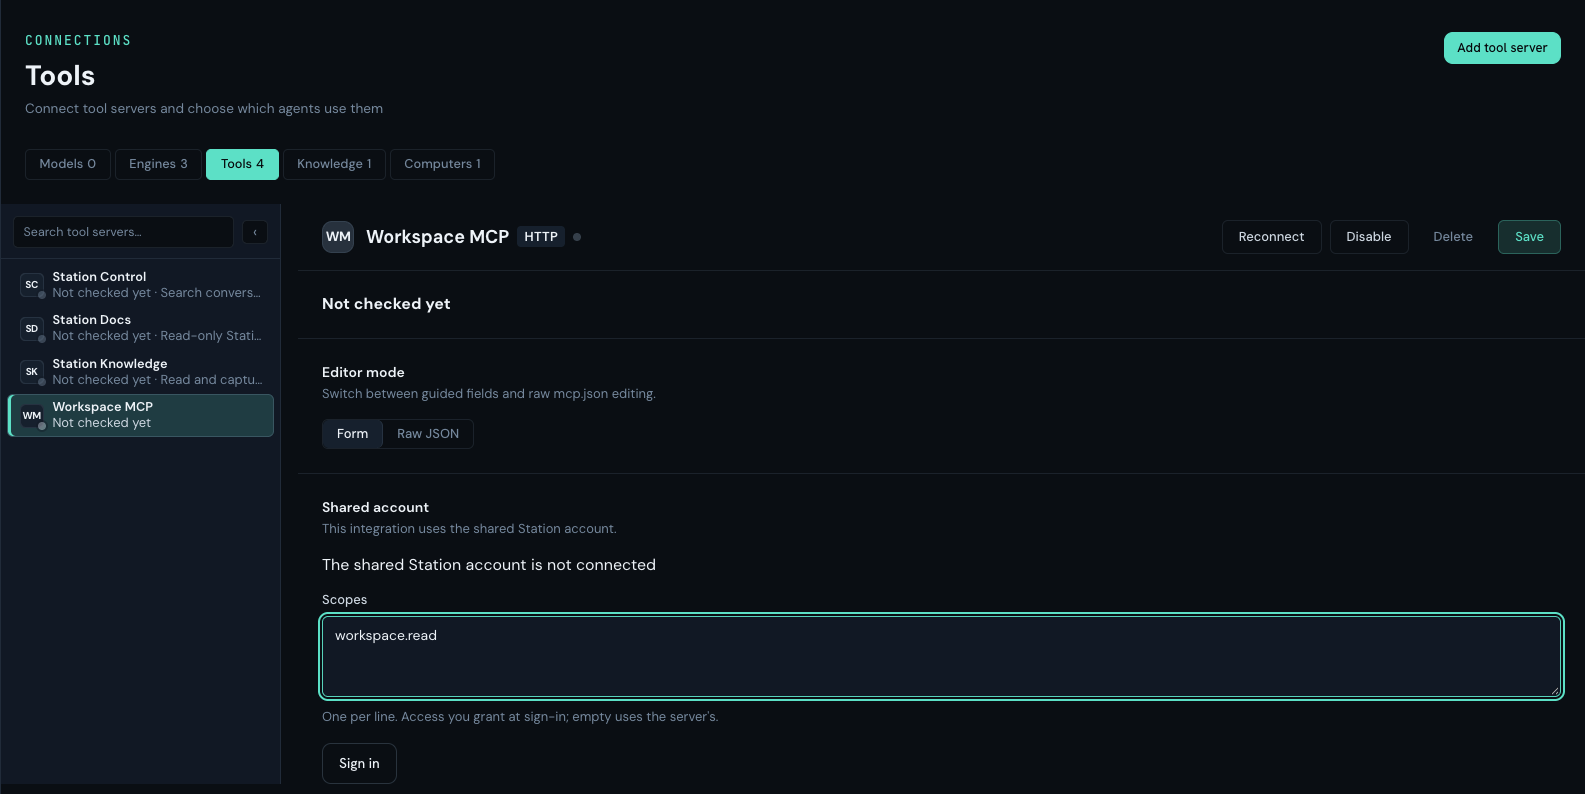 CONNECTIONS
Tools
Connect tool servers and choose which agents use them
Add tool server
Models 0
Engines 3
Tools 4
Knowledge 1
Computers 1
Search tool servers…
‹
SC
Station Control
Not checked yet · Search convers…
SD
Station Docs
Not checked yet · Read-only Stati…
SK
Station Knowledge
Not checked yet · Read and captu…
WM
Workspace MCP
Not checked yet
WM
Workspace MCP
HTTP
Reconnect
Disable
Delete
Save
Not checked yet
Editor mode
Switch between guided fields and raw mcp.json editing.
Form
Raw JSON
Shared account
This integration uses the shared Station account.
The shared Station account is not connected
Scopes
workspace.read
One per line. Access you grant at sign-in; empty uses the server's.
Sign in